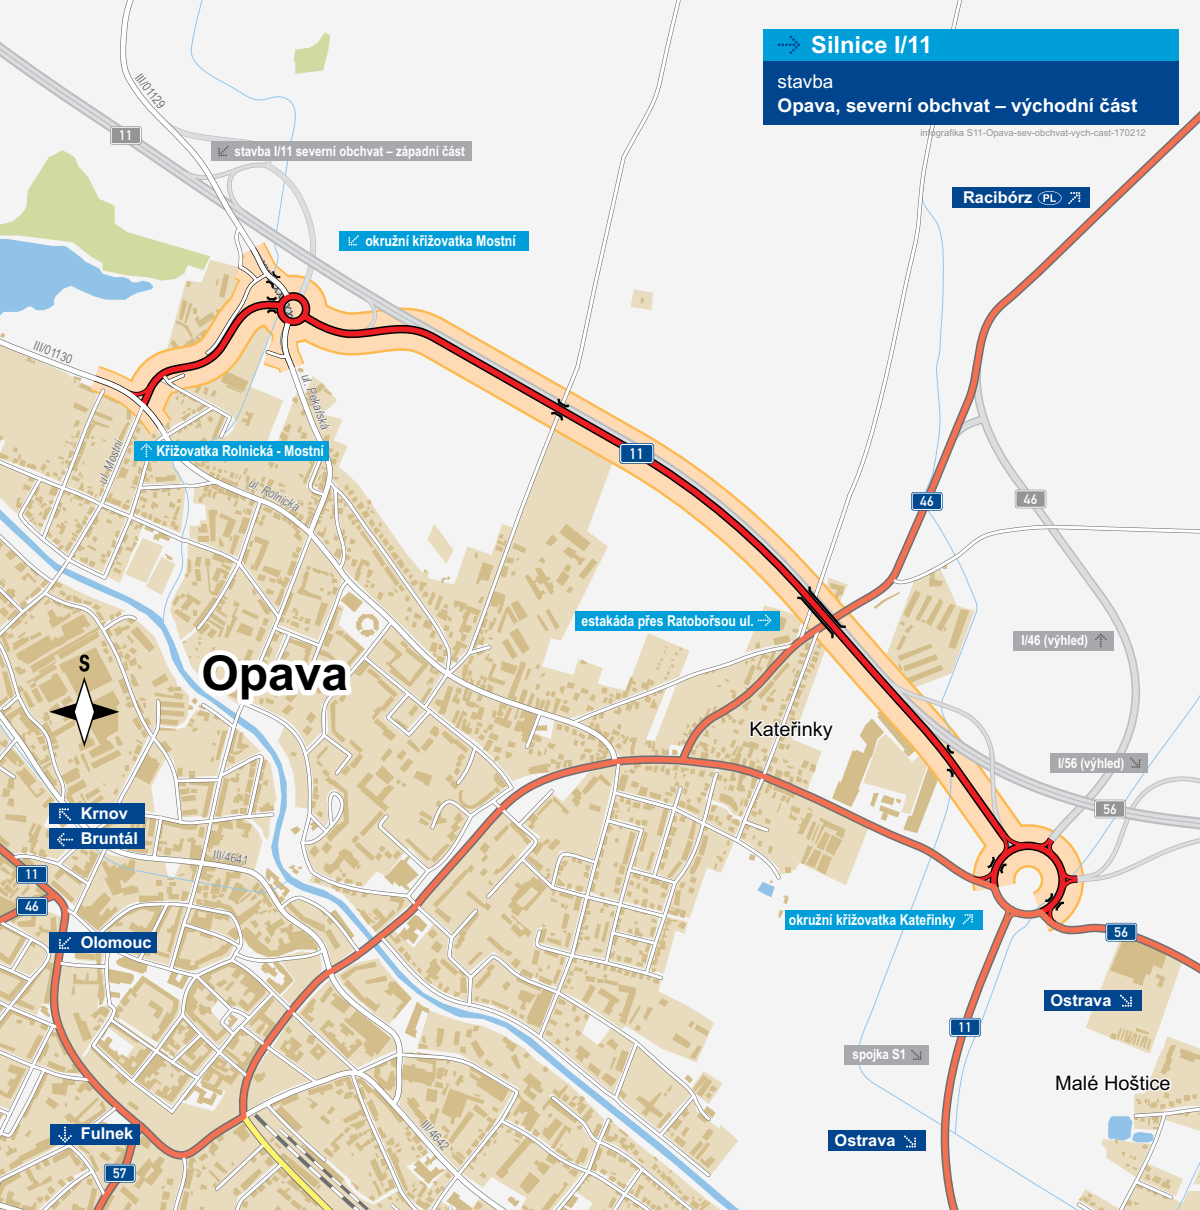 Silnice I/11
stavba
Opava, severní obchvat – východní část
infografika S11-Opava-sev-obchvat-vych-cast-170212
III/01129
11
stavba I/11 severní obchvat – západní část
Racibórz PL
okružní křižovatka Mostní
III/01130
ul. Pekařská
ul. Mostní
Křižovatka Rolnická - Mostní
11
ul. Rolnická
46
46
estakáda přes Ratobořsou ul.
I/46 (výhled)
S
Opava
Kateřinky
I/56 (výhled)
56
Krnov
Bruntál
III/4641
11
46
okružní křižovatka Kateřinky
56
Olomouc
Ostrava
11
spojka S1
Malé Hoštice
Fulnek
III/4642
Ostrava
57